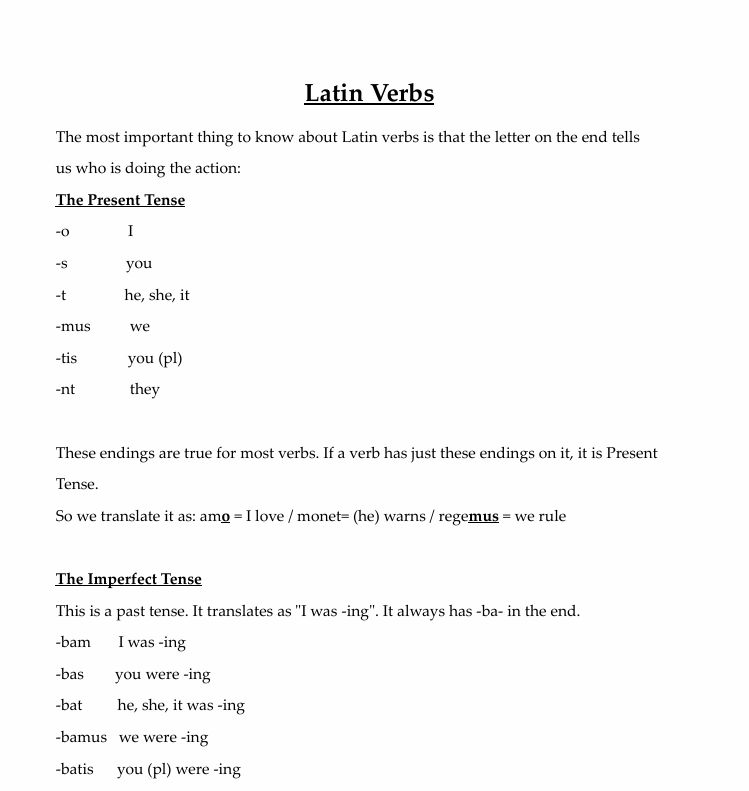 Latin Verbs
The most important thing to know about Latin verbs is that the letter on the end tells
us who is doing the action:
The Present Tense
-o I
-s you
-t he, she, it
-mus we
-tis you (pl)
-nt they
These endings are true for most verbs. If a verb has just these endings on it, it is Present
Tense.
So we translate it as: amo = I love / monet= (he) warns / regemus = we rule
The Imperfect Tense
This is a past tense. It translates as "I was -ing". It always has -ba- in the end.
-bam I was -ing
-bas you were -ing
-bat he, she, it was -ing
-bamus we were -ing
-batis you (pl) were -ing